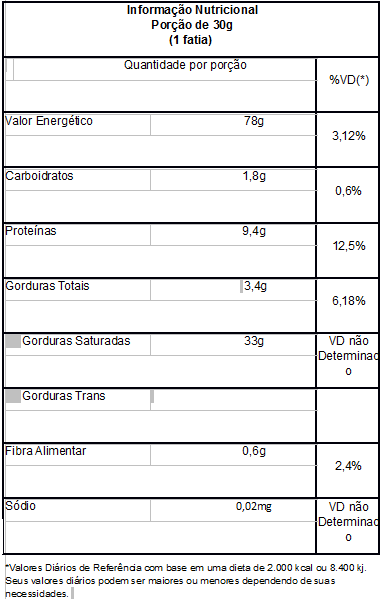 Informação Nutricional
Porção de 30g
(1 fatia)
Quantidade por porção
%VD(*)
Valor Energético 78g
3,12%
Carboidratos 1,8g
0,6%
Proteínas 9,4g
12,5%
Gorduras Totais 3,4g
6,18%
Gorduras Saturadas 33g
VD não
Determinad
o
Gorduras Trans
Fibra Alimentar 0,6g
2,4%
Sódio 0,02mg
VD não
Determinad
o
*Valores Diários de Referência com base em uma dieta de 2.000 kcal ou 8.400 kj.
Seus valores diários podem ser maiores ou menores dependendo de suas
necessidades.